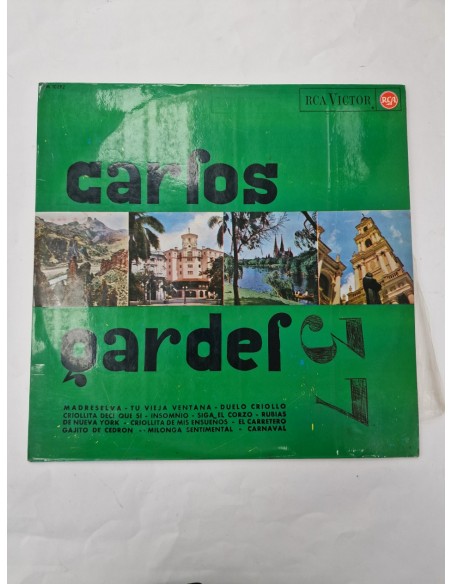 RCA VICTOR RCA
carlos
gardel
MADRESELVA - TU VIEJA VENTANA - DUELO CRIOLLO
CRIOLLITA DECI QUE SI - INSOMNIO - SIGA EL CORZO - RUBIAS
DE NUEVA YORK - CRIOLLITA DE MIS ENSUEÑOS - EL CARRETERO
GAJITO DE CEDRON - MILONGA SENTIMENTAL - CARNAVAL